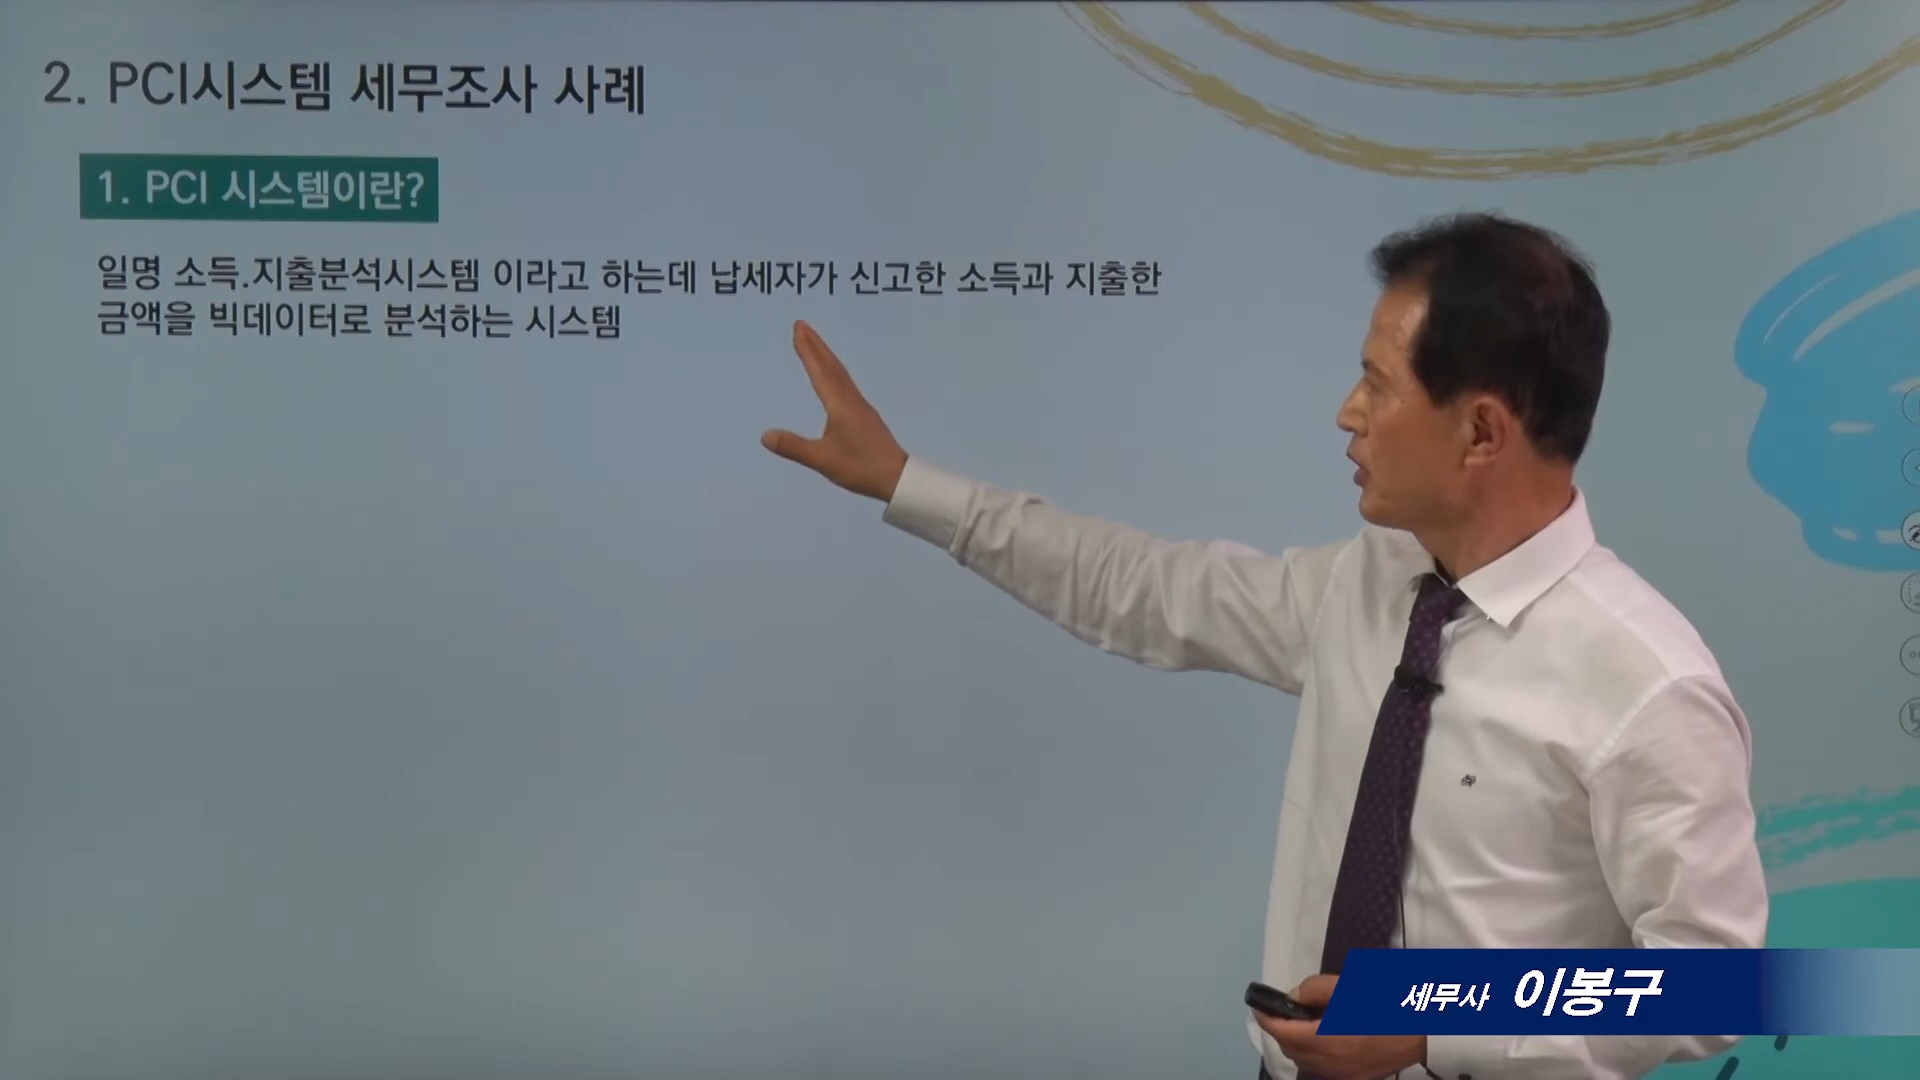 2. PCI시스템 세무조사 사례
1. PCI 시스템이란?
일명 소득.지출분석시스템 이라고 하는데 납세자가 신고한 소득과 지출한
금액을 빅데이터로 분석하는 시스템
세무사 이봉구